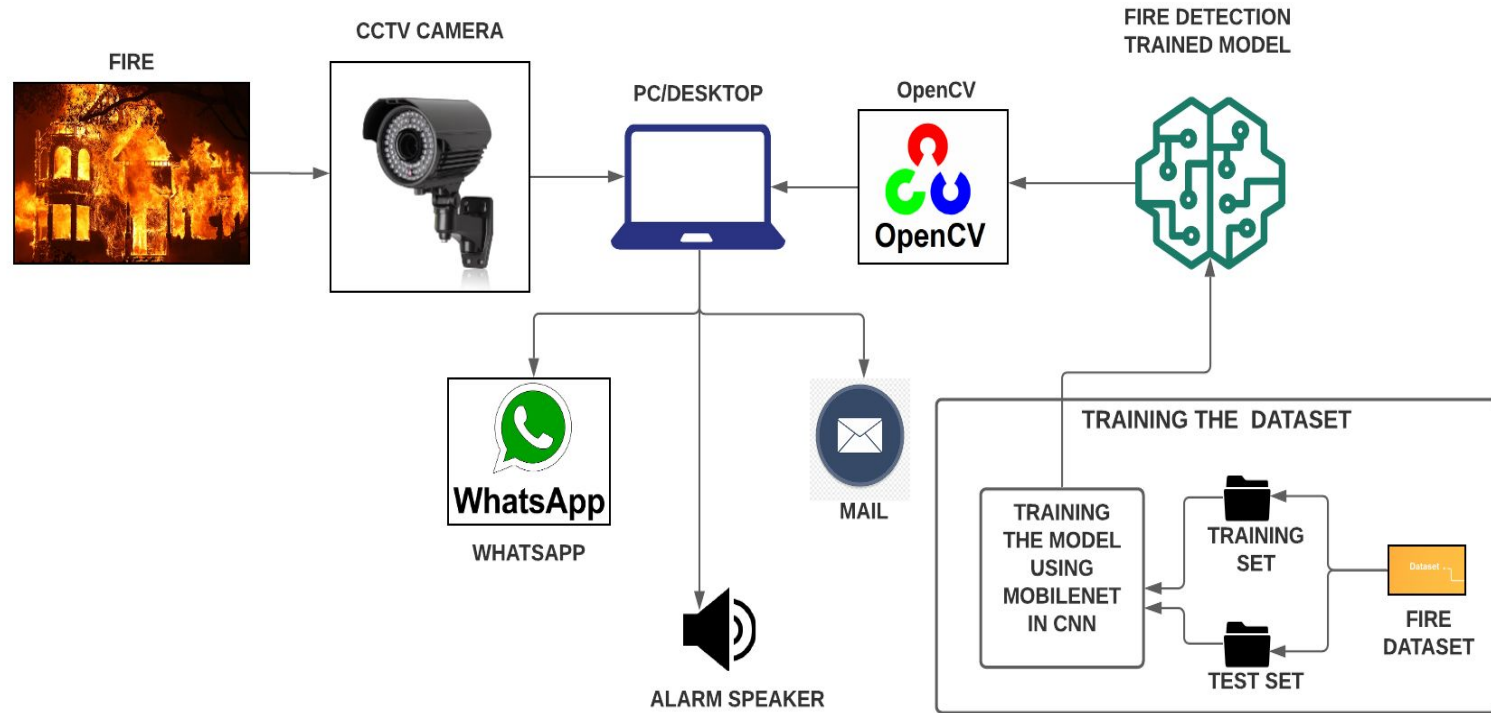 FIRE
CCTV CAMERA
PC/DESKTOP
OpenCV
OpenCV
FIRE DETECTION
TRAINED MODEL
WhatsApp
WHATSAPP
MAIL
ALARM SPEAKER
TRAINING THE DATASET
TRAINING
THE MODEL
USING
MOBILENET
IN CNN
TRAINING
SET
TEST SET
Dataset
FIRE
DATASET